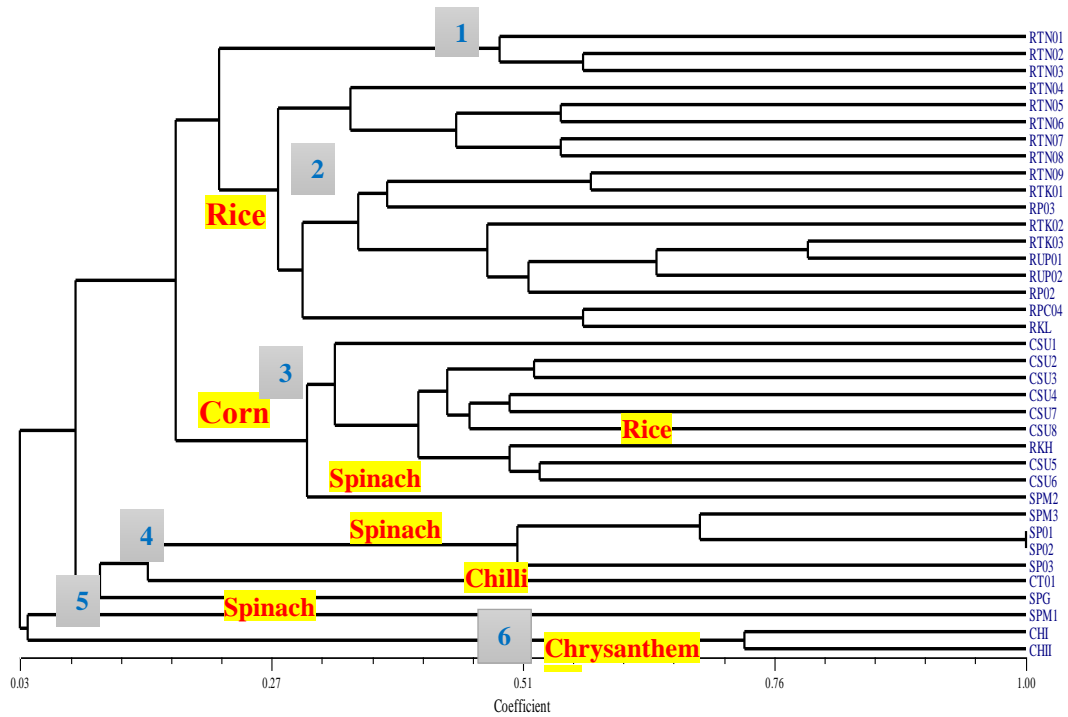 1
RTN01
RTN02
RTN03
RTN04
RTN05
RTN06
RTN07
RTN08
2
RTN09
RTK01
Rice
RP03
RTK02
RTK03
RUP01
RUP02
RP02
RPC04
RKL
CSU1
3
CSU2
CSU3
CSU4
Corn
CSU7
Rice
CSU8
RKH
CSU5
Spinach
CSU6
SPM2
SPM3
Spinach
SP01
4
SP02
SP03
Chilli
CT01
5
SPG
Spinach
SPM1
6
CHI
Chrysanthem
CHII
0.03
0.27
0.51
0.76
1.00
Coefficient